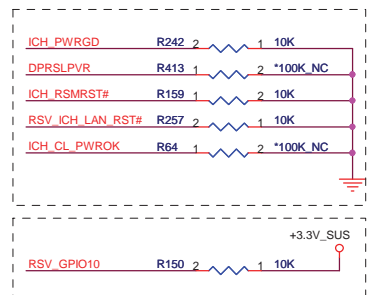 ICH_PWRGD R242 2 1 10K
DPRSLPVR R413 1 2 *100K_NC
ICH_RSMRST# R159 1 2 10K
RSV_ICH_LAN_RST# R257 2 1 10K
ICH_CL_PWROK R64 1 2 *100K_NC
+3.3V_SUS
RSV_GPIO10 R150 2 1 10K